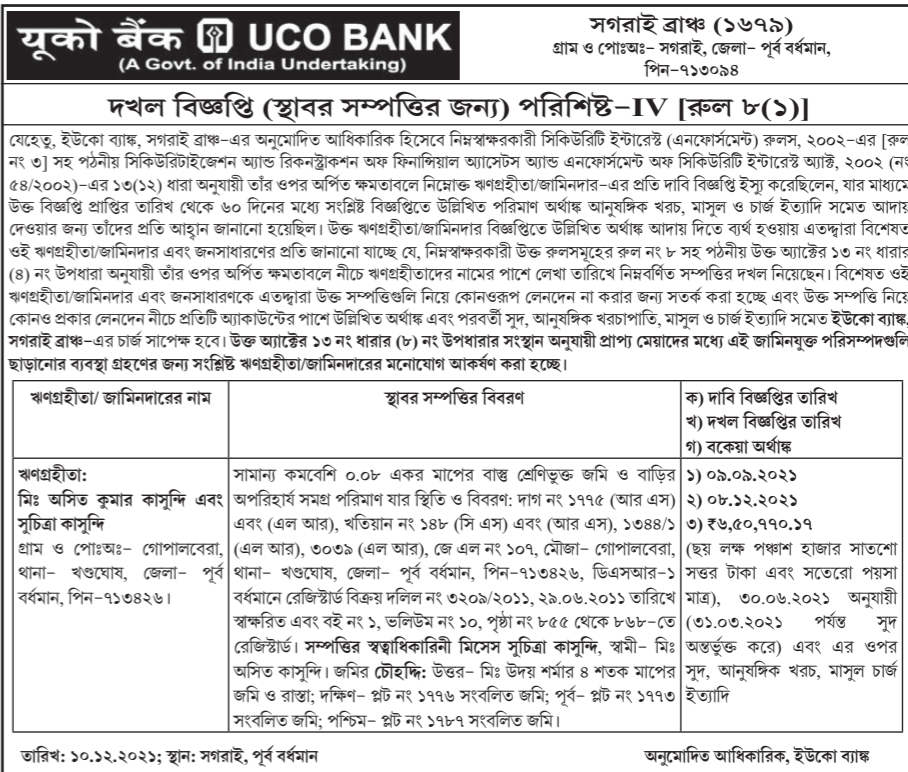 यूको बैंक UCO BANK
(A Govt. of India Undertaking)
সগরাই ব্রাঞ্চ (১৬৭৯)
গ্রাম ও পোঃঅঃ- সগরাই, জেলা- পূর্ব বর্ধমান,
পিন-৭১৩০৯৪
দখল বিজ্ঞপ্তি (স্থাবর সম্পত্তির জন্য) পরিশিষ্ট-IV [রুল ৮(১)]
যেহেতু, ইউকো ব্যাঙ্ক, সগরাই ব্রাঞ্চ-এর অনুমোদিত আধিকারিক হিসেবে নিম্নস্বাক্ষরকারী সিকিউরিটি ইন্টারেস্ট (এনফোর্সমেন্ট) রুলস, ২০০২-এর [রুল
নং ৩] সহ পঠনীয় সিকিউরিটাইজেশন অ্যান্ড রিকনস্ট্রাকশন অফ ফিনান্সিয়াল অ্যাসেটস অ্যান্ড এনফোর্সমেন্ট অফ সিকিউরিটি ইন্টারেস্ট অ্যাক্ট, ২০০২ (নং
৫৪/২০০২)-এর ১৩(১২) ধারা অনুযায়ী তাঁর ওপর অর্পিত ক্ষমতাবলে নিম্নোক্ত ঋণগ্রহীতা/জামিনদার-এর প্রতি দাবি বিজ্ঞপ্তি ইস্যু করেছিলেন, যার মাধ্যমে
উক্ত বিজ্ঞপ্তি প্রাপ্তির তারিখ থেকে ৬০ দিনের মধ্যে সংশ্লিষ্ট বিজ্ঞপ্তিতে উল্লিখিত পরিমাণ অর্থাঙ্ক আনুষঙ্গিক খরচ, মাসুল ও চার্জ ইত্যাদি সমেত আদায়
দেওয়ার জন্য তাঁদের প্রতি আহ্বান জানানো হয়েছিল। উক্ত ঋণগ্রহীতা/জামিনদার বিজ্ঞপ্তিতে উল্লিখিত অর্থাঙ্ক আদায় দিতে ব্যর্থ হওয়ায় এতদ্দ্বারা বিশেষত
ওই ঋণগ্রহীতা/জামিনদার এবং জনসাধারণের প্রতি জানানো যাচ্ছে যে, নিম্নস্বাক্ষরকারী উক্ত রুলসমূহের রুল নং ৮ সহ পঠনীয় উক্ত অ্যাক্টের ১৩ নং ধারার
(৪) নং উপধারা অনুযায়ী তাঁর ওপর অর্পিত ক্ষমতাবলে নীচে ঋণগ্রহীতাদের নামের পাশে লেখা তারিখে নিম্নবর্ণিত সম্পত্তির দখল নিয়েছেন। বিশেষত ওই
ঋণগ্রহীতা/জামিনদার এবং জনসাধারণকে এতদ্দ্বারা উক্ত সম্পত্তিগুলি নিয়ে কোনওরূপ লেনদেন না করার জন্য সতর্ক করা হচ্ছে এবং উক্ত সম্পত্তি নিয়ে
কোনও প্রকার লেনদেন নীচে প্রতিটি অ্যাকাউন্টের পাশে উল্লিখিত অর্থাঙ্ক এবং পরবর্তী সুদ, আনুষঙ্গিক খরচাপাতি, মাসুল ও চার্জ ইত্যাদি সমেত ইউকো ব্যাঙ্ক,
সগরাই ব্রাঞ্চ-এর চার্জ সাপেক্ষ হবে। উক্ত অ্যাক্টের ১৩ নং ধারার (৮) নং উপধারার সংস্থান অনুযায়ী প্রাপ্য মেয়াদের মধ্যে এই জামিনযুক্ত পরিসম্পদগুলি
ছাড়ানোর ব্যবস্থা গ্রহণের জন্য সংশ্লিষ্ট ঋণগ্রহীতা/জামিনদারের মনোযোগ আকর্ষণ করা হচ্ছে।
ঋণগ্রহীতা/ জামিনদারের নাম
স্থাবর সম্পত্তির বিবরণ
ক) দাবি বিজ্ঞপ্তির তারিখ
খ) দখল বিজ্ঞপ্তির তারিখ
গ) বকেয়া অর্থাঙ্ক
ঋণগ্রহীতা:
মিঃ অসিত কুমার কাসুন্দি এবং
সুচিত্রা কাসুন্দি
গ্রাম ও পোঃঅঃ- গোপালবেরা,
থানা- খণ্ডঘোষ, জেলা- পূর্ব
বর্ধমান, পিন-৭১৩৪২৬।
সামান্য কমবেশি ০.০৮ একর মাপের বাস্তু শ্রেণিভুক্ত জমি ও বাড়ির
অপরিহার্য সমগ্র পরিমাণ যার স্থিতি ও বিবরণ: দাগ নং ১৭৭৫ (আর এস)
এবং (এল আর), খতিয়ান নং ১৪৮ (সি এস) এবং (আর এস), ১৩৪৪/১
(এল আর), ৩০৩৯ (এল আর), জে এল নং ১০৭, মৌজা- গোপালবেরা,
থানা- খণ্ডঘোষ, জেলা- পূর্ব বর্ধমান, পিন-৭১৩৪২৬, ডিএসআর-১
বর্ধমানে রেজিস্টার্ড বিক্রয় দলিল নং ৩২০৯/২০১১, ২৯.০৬.২০১১ তারিখে
স্বাক্ষরিত এবং বই নং ১, ভলিউম নং ১০, পৃষ্ঠা নং ৮৫৫ থেকে ৮৬৮-তে
রেজিস্টার্ড। সম্পত্তির স্বত্বাধিকারিনী মিসেস সুচিত্রা কাসুন্দি, স্বামী- মিঃ
অসিত কাসুন্দি। জমির চৌহদ্দি: উত্তর- মিঃ উদয় শর্মার ৪ শতক মাপের
জমি ও রাস্তা; দক্ষিণ- প্লট নং ১৭৭৬ সংবলিত জমি; পূর্ব- প্লট নং ১৭৭৩
সংবলিত জমি; পশ্চিম- প্লট নং ১৭৮৭ সংবলিত জমি।
১) ০৯.০৯.২০২১
২) ০৮.১২.২০২১
৩) ₹৬,৫০,৭৭০.১৭
(ছয় লক্ষ পঞ্চাশ হাজার সাতশো
সত্তর টাকা এবং সতেরো পয়সা
মাত্র), ৩০.০৬.২০২১ অনুযায়ী
(৩১.০৩.২০২১ পর্যন্ত সুদ
অন্তর্ভুক্ত করে) এবং এর ওপর
সুদ, আনুষঙ্গিক খরচ, মাসুল চার্জ
ইত্যাদি
তারিখ: ১০.১২.২০২১; স্থান: সগরাই, পূর্ব বর্ধমান
অনুমোদিত আধিকারিক, ইউকো ব্যাঙ্ক